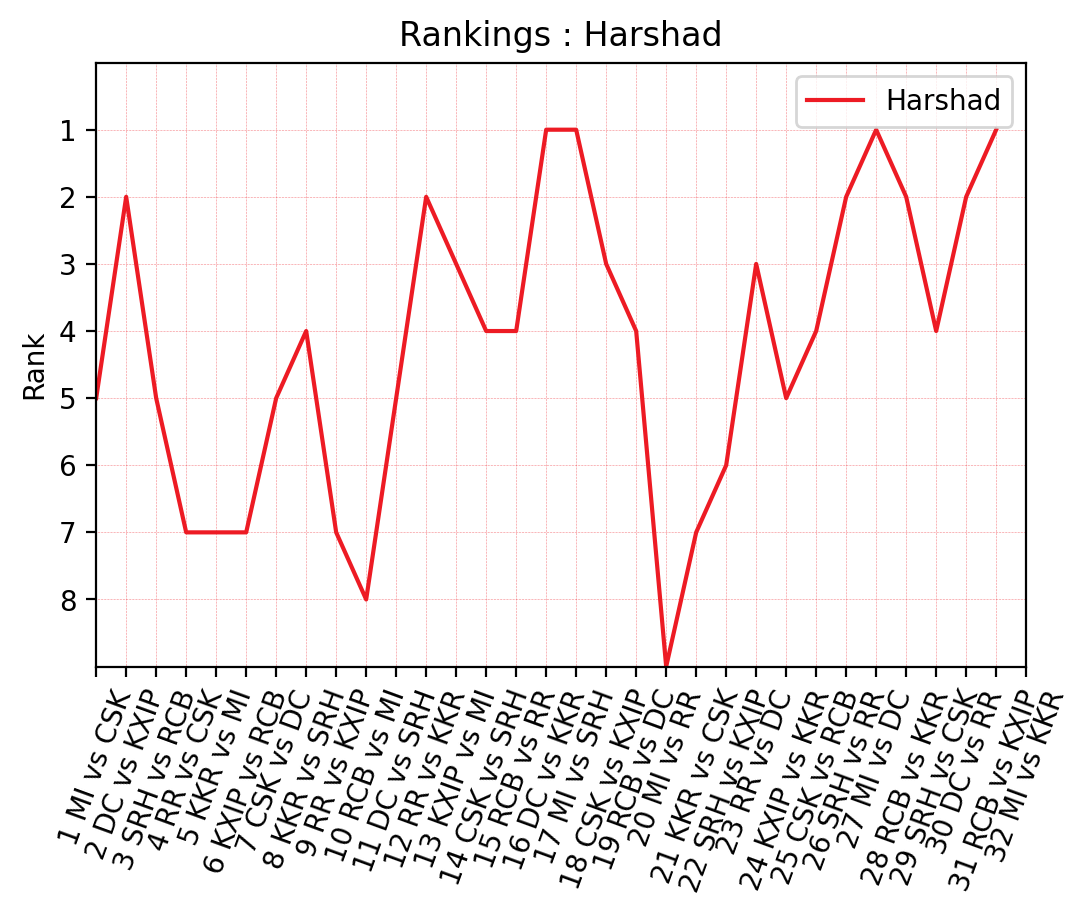 Rankings : Harshad
Harshad
Rank
1
2
3
4
5
6
7
8
1 MI vs CSK
2 DC vs KXIP
3 SRH vs RCB
4 RR vs CSK
5 KKR vs MI
6 KXIP vs RCB
7 CSK vs DC
8 KKR vs SRH
9 RR vs KXIP
10 RCB vs MI
11 DC vs SRH
12 RR vs KKR
13 KXIP vs MI
14 CSK vs SRH
15 RCB vs RR
16 DC vs KKR
17 MI vs SRH
18 CSK vs KXIP
19 RCB vs DC
20 MI vs RR
21 KKR vs CSK
22 SRH vs KXIP
23 RR vs DC
24 KXIP vs KKR
25 CSK vs RCB
26 SRH vs RR
27 MI vs DC
28 RCB vs KKR
29 SRH vs CSK
30 DC vs RR
31 RCB vs KXIP
32 MI vs KKR